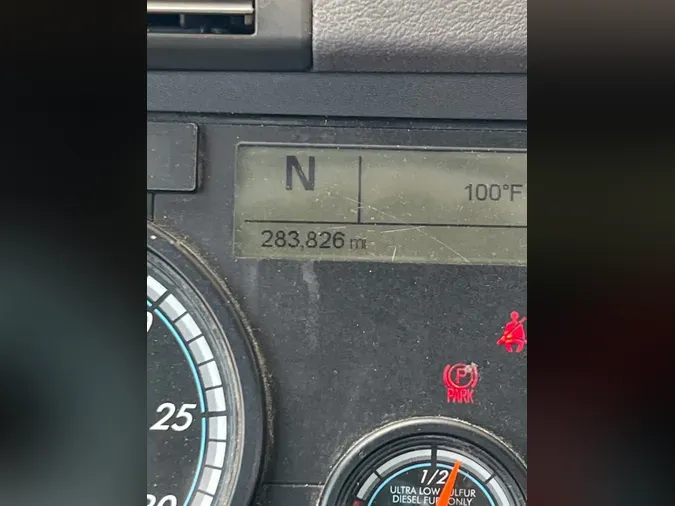 N
100°F
283,826 mi
25
P
PARK
1/2
ULTRA LOW SULFUR
DIESEL FUEL ONLY